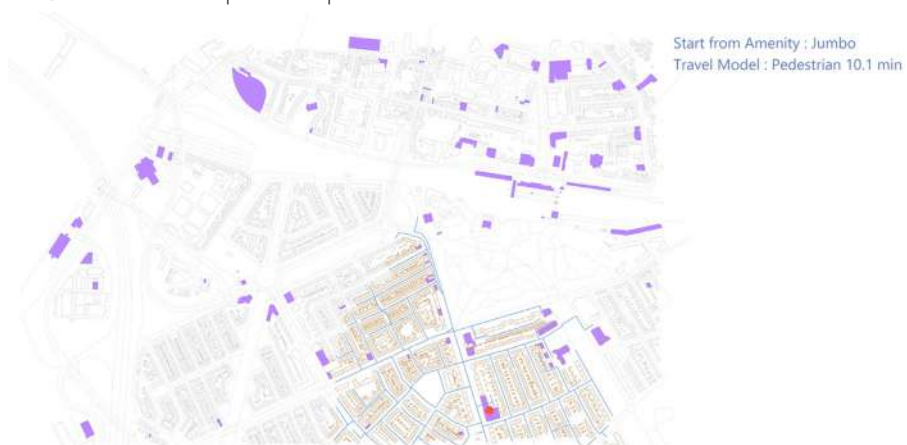 Start from Amenity : Jumbo
Travel Model : Pedestrian 10.1 min